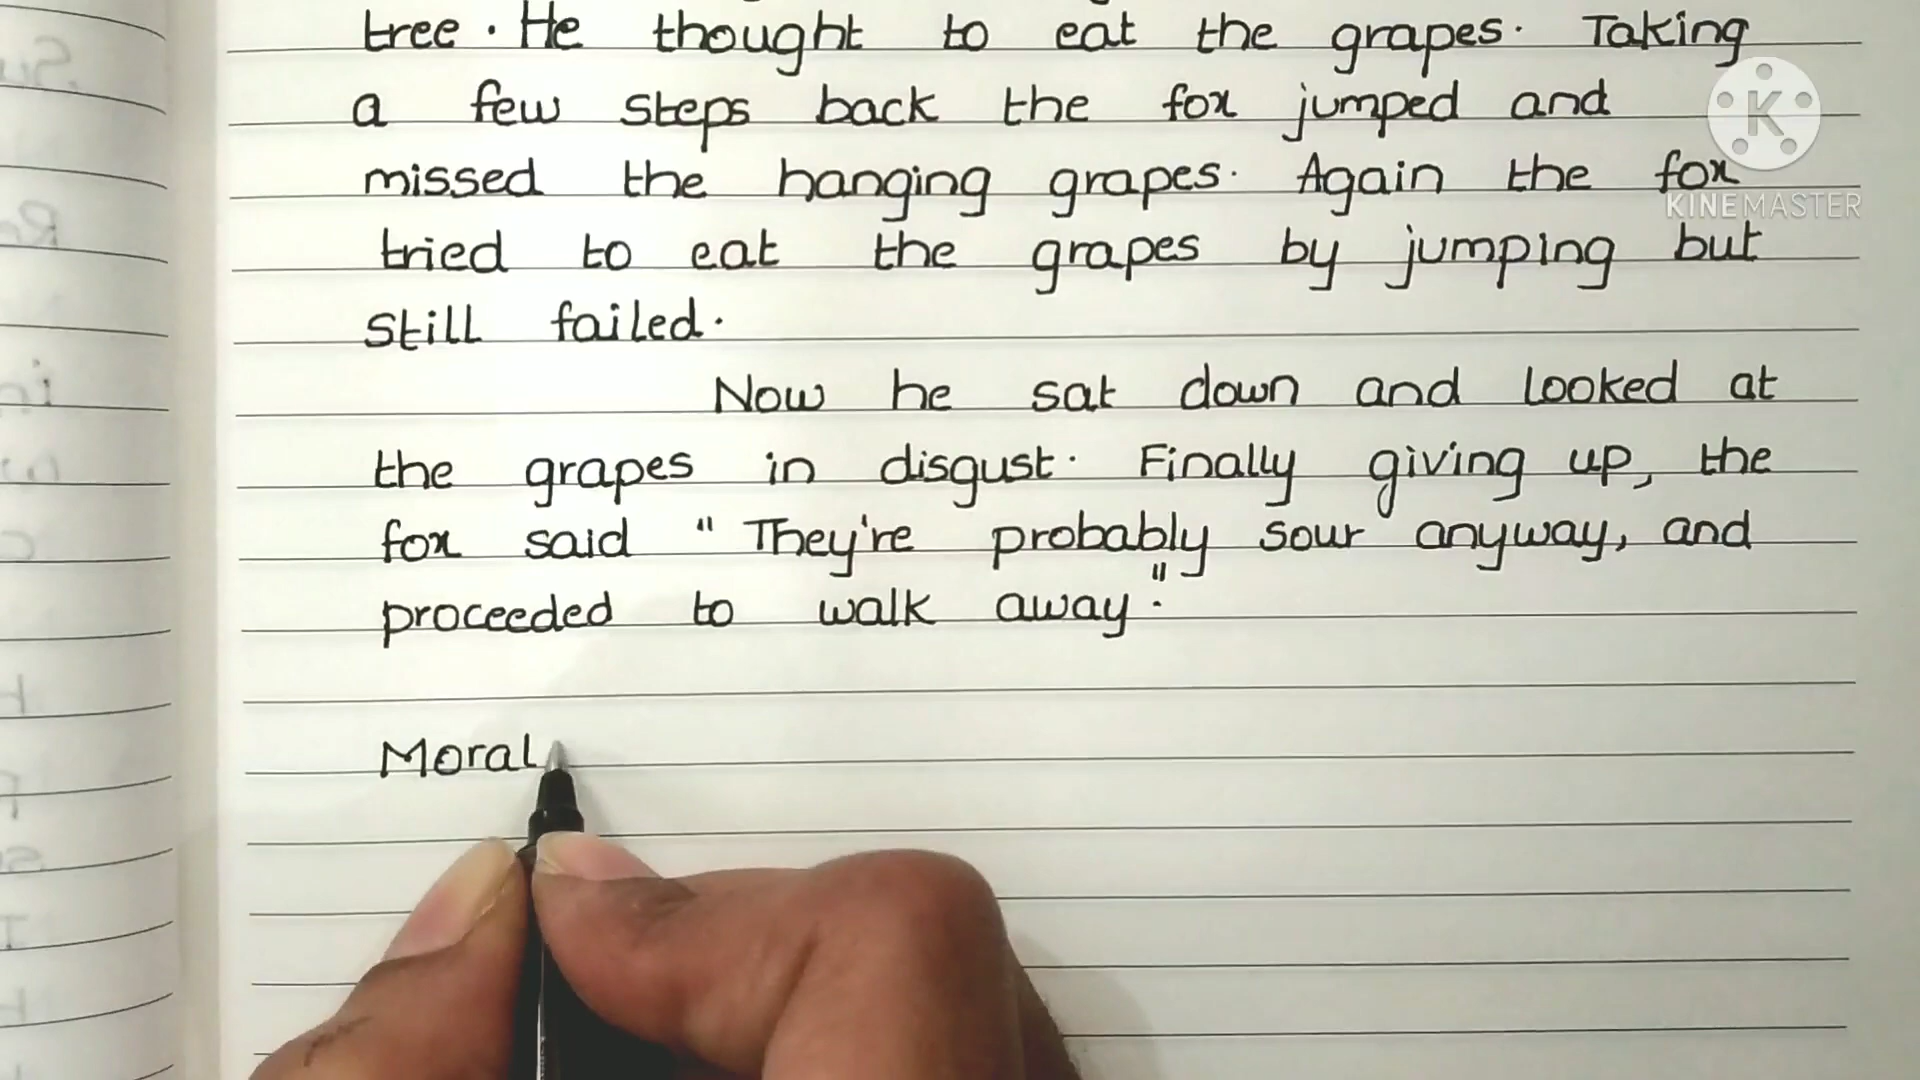 tree. He thought to eat the grapes. Taking
a few steps back the fox jumped and
missed the hanging grapes. Again the fox
tried to eat the grapes by jumping but
still failed.
Now he sat down and looked at
the grapes in disgust. Finally giving up, the
fox said "They're probably sour anyway, and
proceeded to walk away."
Moral
K
KINEMASTER